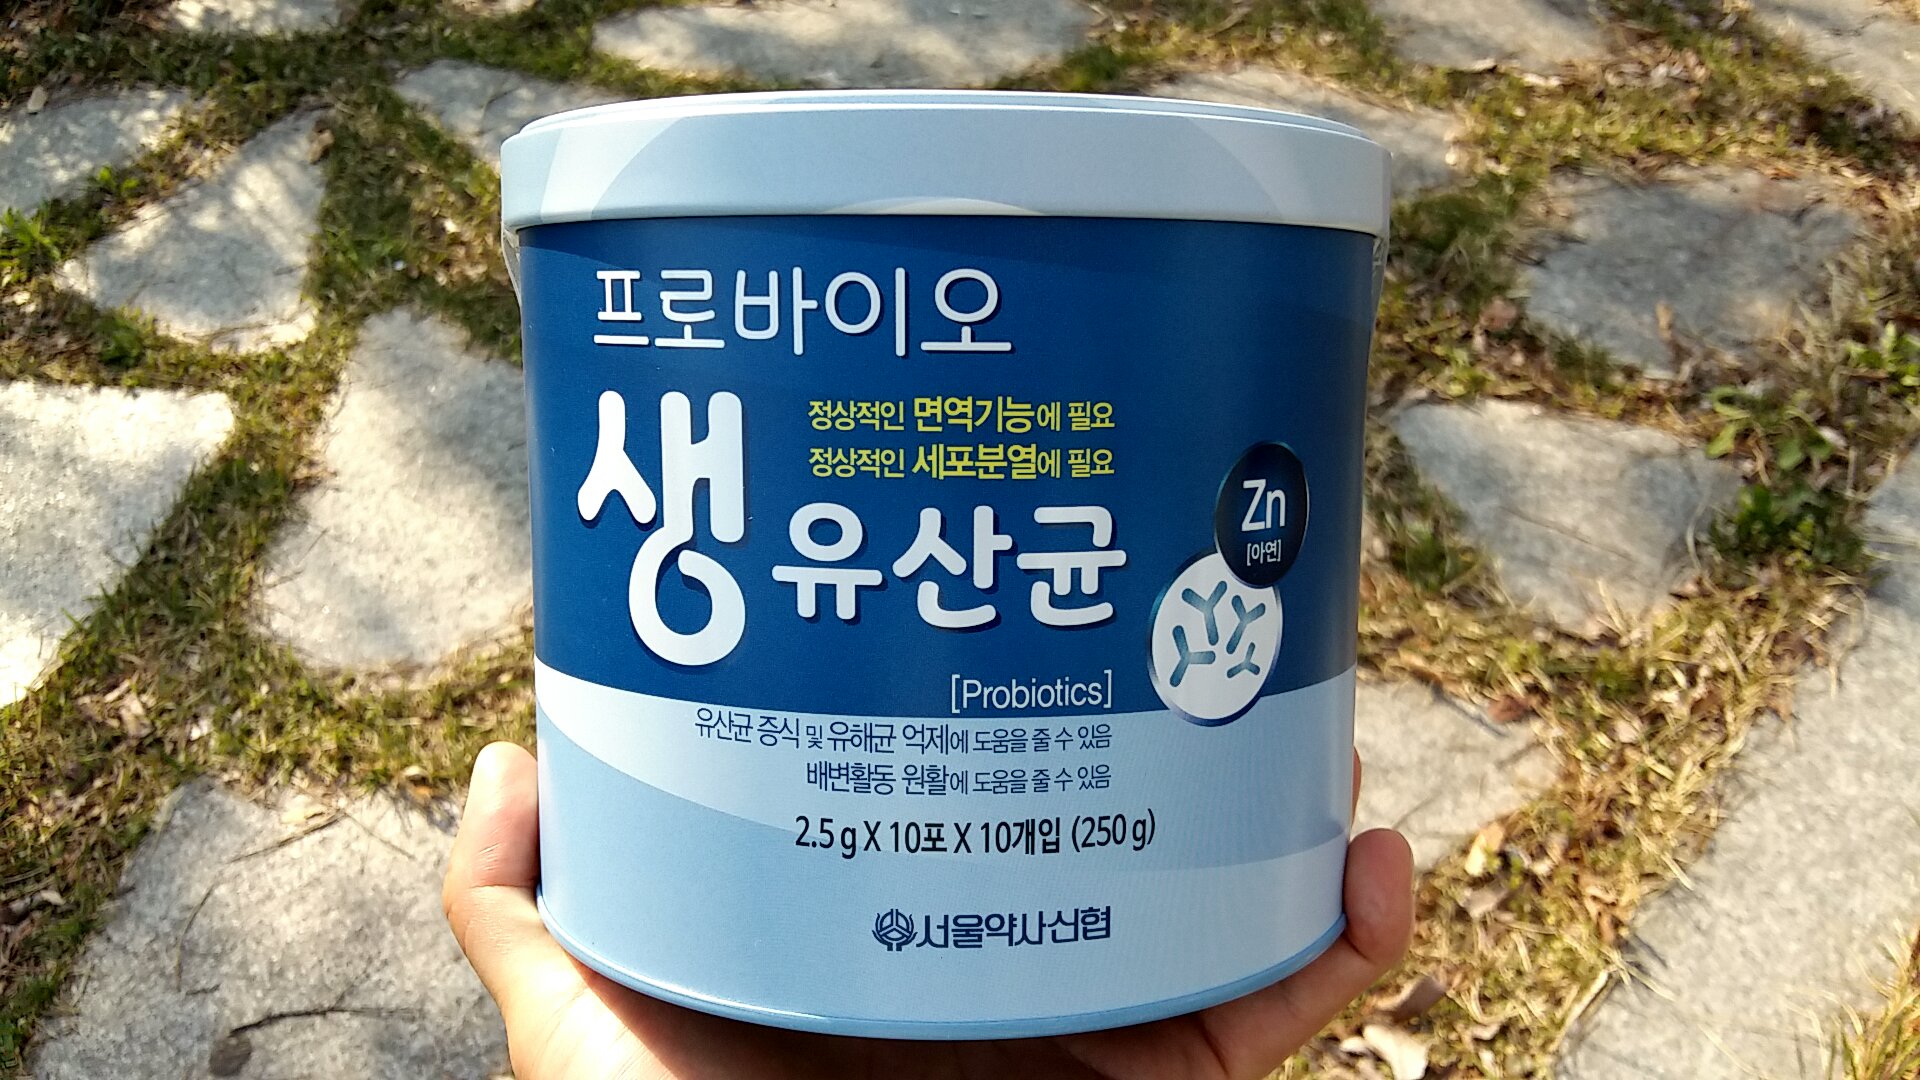 프로바이오
정상적인 면역기능에 필요
정상적인 세포분열에 필요
생유산균
Zn
[아연]
[Probiotics]
유산균 증식 및 유해균 억제에 도움을 줄 수 있음
배변활동 원활에 도움을 줄 수 있음
2.5 g X 10포 X 10개입 (250 g)
서울약사신협